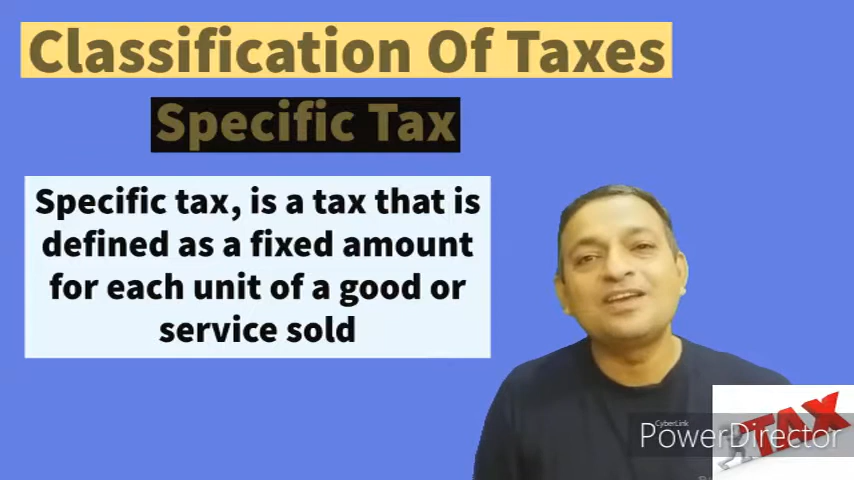 Classification Of Taxes
Specific Tax
Specific tax, is a tax that is
defined as a fixed amount
for each unit of a good or
service sold
CyberLink
PowerDirector
TAX